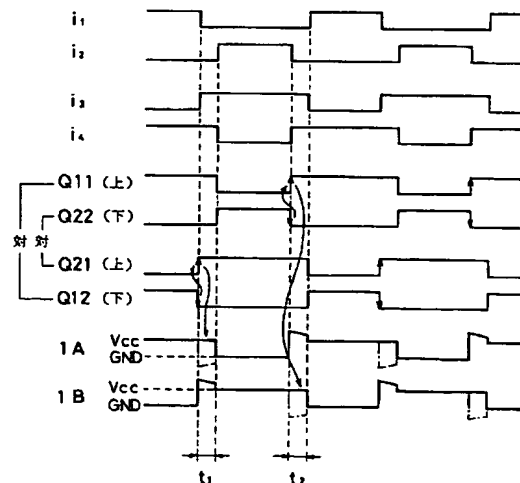 i₁
i₂
i₃
i₄
Q11 (上)
Q22 (下)
対 対
Q21 (上)
Q12 (下)
1A Vcc
GND
1B Vcc
GND
t₁ t₂